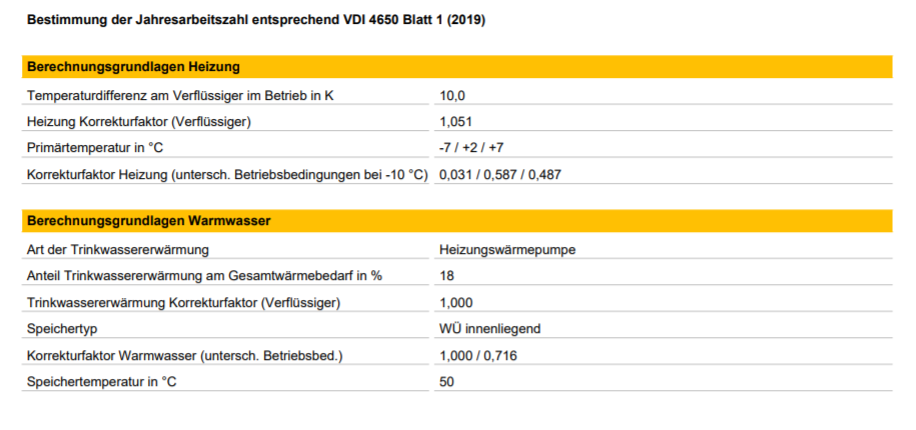 Bestimmung der Jahresarbeitszahl entsprechend VDI 4650 Blatt 1 (2019)
Berechnungsgrundlagen Heizung
Temperaturdifferenz am Verflüssiger im Betrieb in K 10,0
Heizung Korrekturfaktor (Verflüssiger) 1,051
Primärtemperatur in °C -7 / +2 / +7
Korrekturfaktor Heizung (untersch. Betriebsbedingungen bei -10 °C) 0,031 / 0,587 / 0,487
Berechnungsgrundlagen Warmwasser
Art der Trinkwassererwärmung Heizungswärmepumpe
Anteil Trinkwassererwärmung am Gesamtwärmebedarf in % 18
Trinkwassererwärmung Korrekturfaktor (Verflüssiger) 1,000
Speichertyp WÜ innenliegend
Korrekturfaktor Warmwasser (untersch. Betriebsbed.) 1,000 / 0,716
Speichertemperatur in °C 50